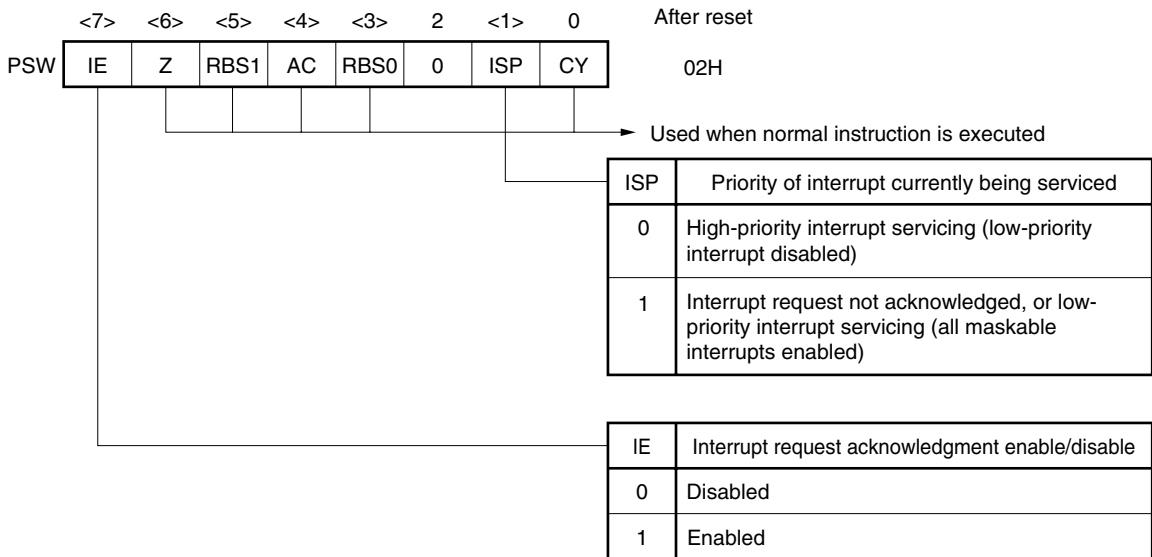 <7> <6> <5> <4> <3> 2 <1> 0 After reset
PSW IE Z RBS1 AC RBS0 0 ISP CY 02H
Used when normal instruction is executed
ISP Priority of interrupt currently being serviced
0 High-priority interrupt servicing (low-priority
interrupt disabled)
1 Interrupt request not acknowledged, or low-
priority interrupt servicing (all maskable
interrupts enabled)
IE Interrupt request acknowledgment enable/disable
0 Disabled
1 Enabled